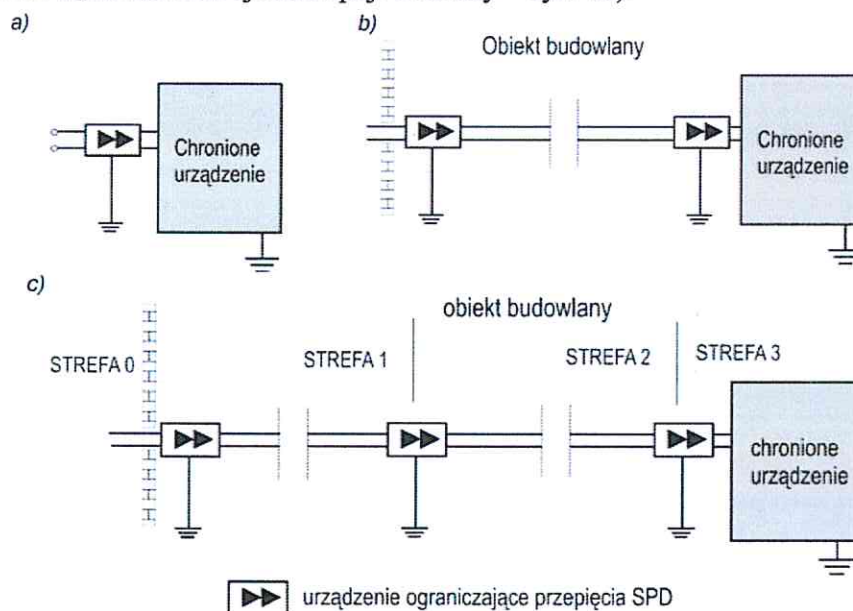 a)
b)
Obiekt budowlany
Chronione
urządzenie
Chronione
urządzenie
c)
obiekt budowlany
STREFA 0
STREFA 1
STREFA 2
STREFA 3
chronione
urządzenie
urządzenie ograniczające przepięcia SPD